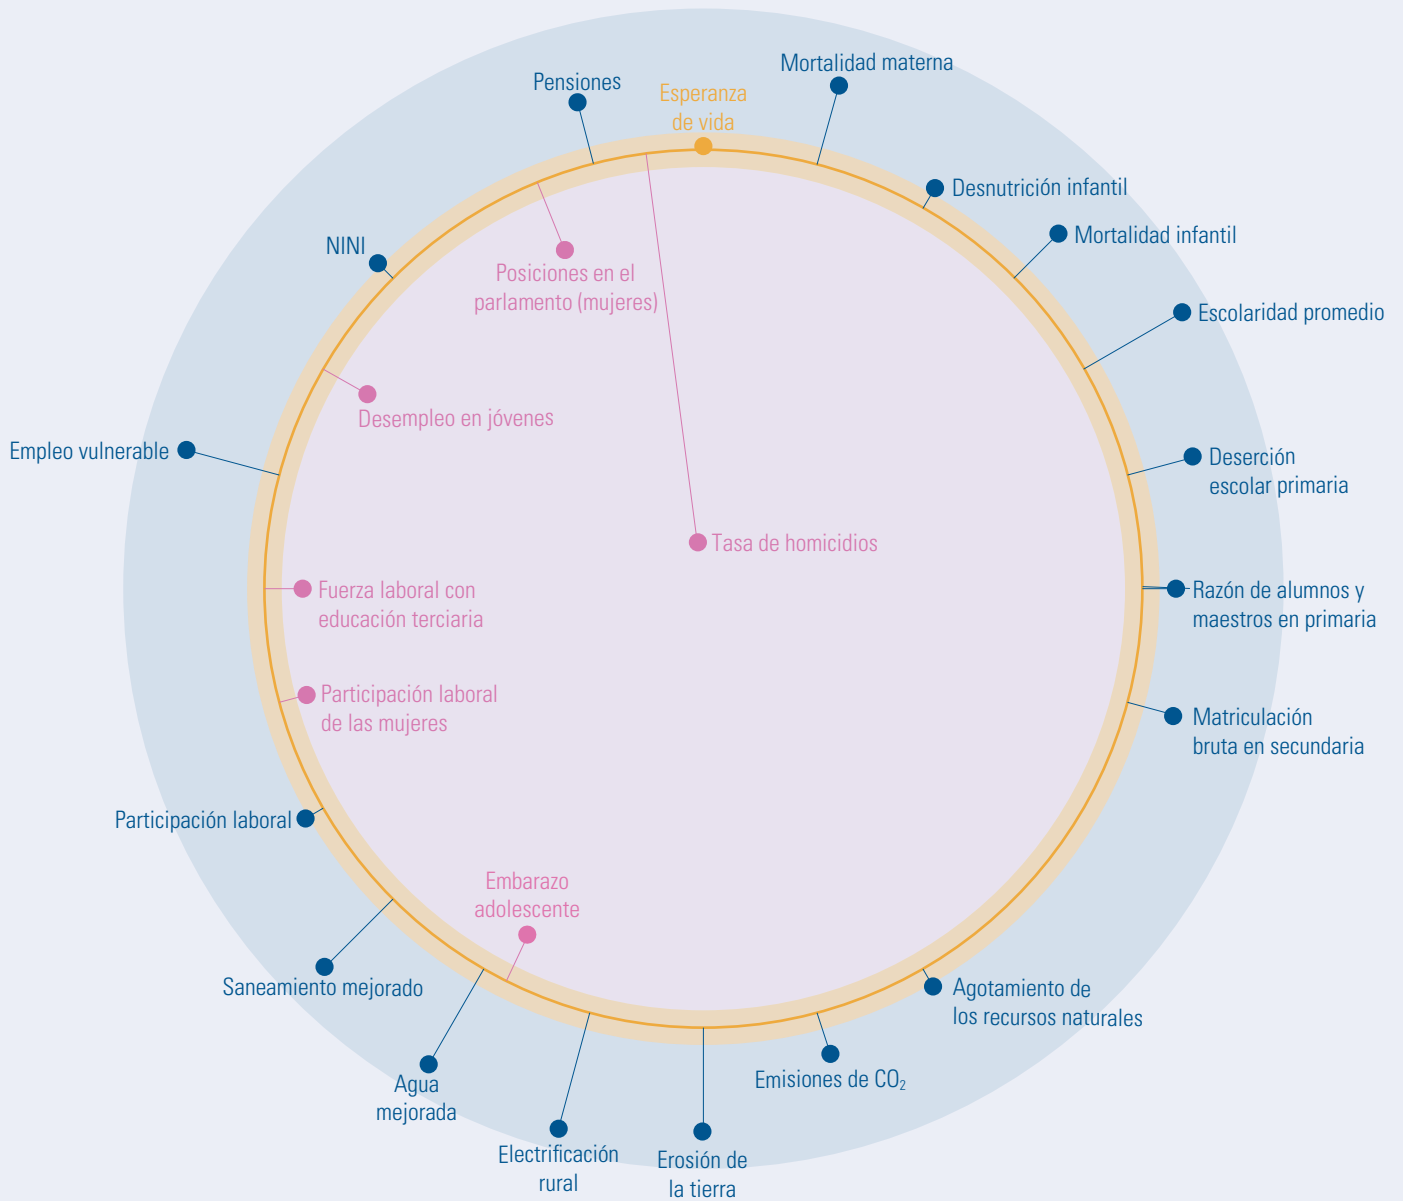 Mortalidad materna
Pensiones
Esperanza
de vida
Desnutrición infantil
Mortalidad infantil
NINI
Posiciones en el
parlamento (mujeres)
Escolaridad promedio
Desempleo en jóvenes
Empleo vulnerable
Deserción
escolar primaria
Tasa de homicidios
Fuerza laboral con
educación terciaria
Razón de alumnos y
maestros en primaria
Participación laboral
de las mujeres
Matriculación
bruta en secundaria
Participación laboral
Embarazo
adolescente
Saneamiento mejorado
Agotamiento de
los recursos naturales
Emisiones de CO₂
Agua
mejorada
Electrificación
rural
Erosión de
la tierra